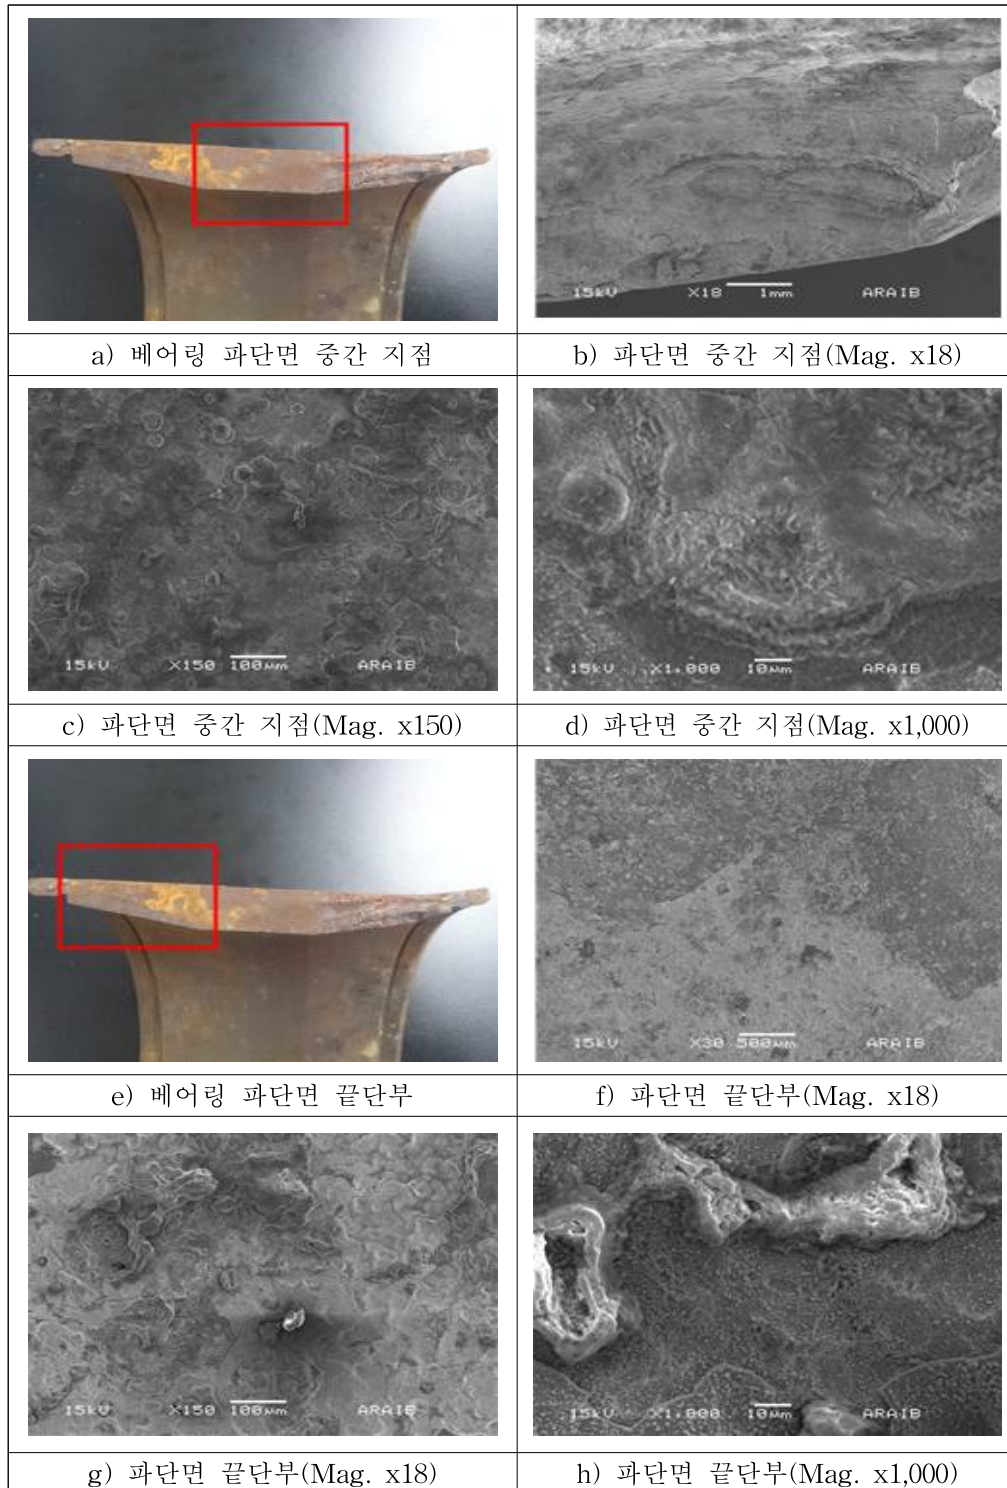 15kV X18 1mm ARAIB
a) 베어링 파단면 중간 지점
b) 파단면 중간 지점(Mag. x18)
15kV X150 100μm ARAIB
15kV X1,000 10μm ARAIB
c) 파단면 중간 지점(Mag. x150)
d) 파단면 중간 지점(Mag. x1,000)
15kV X30 500μm ARAIB
e) 베어링 파단면 끝단부
f) 파단면 끝단부(Mag. x18)
15kV X150 100μm ARAIB
15kV X1,000 10μm ARAIB
g) 파단면 끝단부(Mag. x18)
h) 파단면 끝단부(Mag. x1,000)